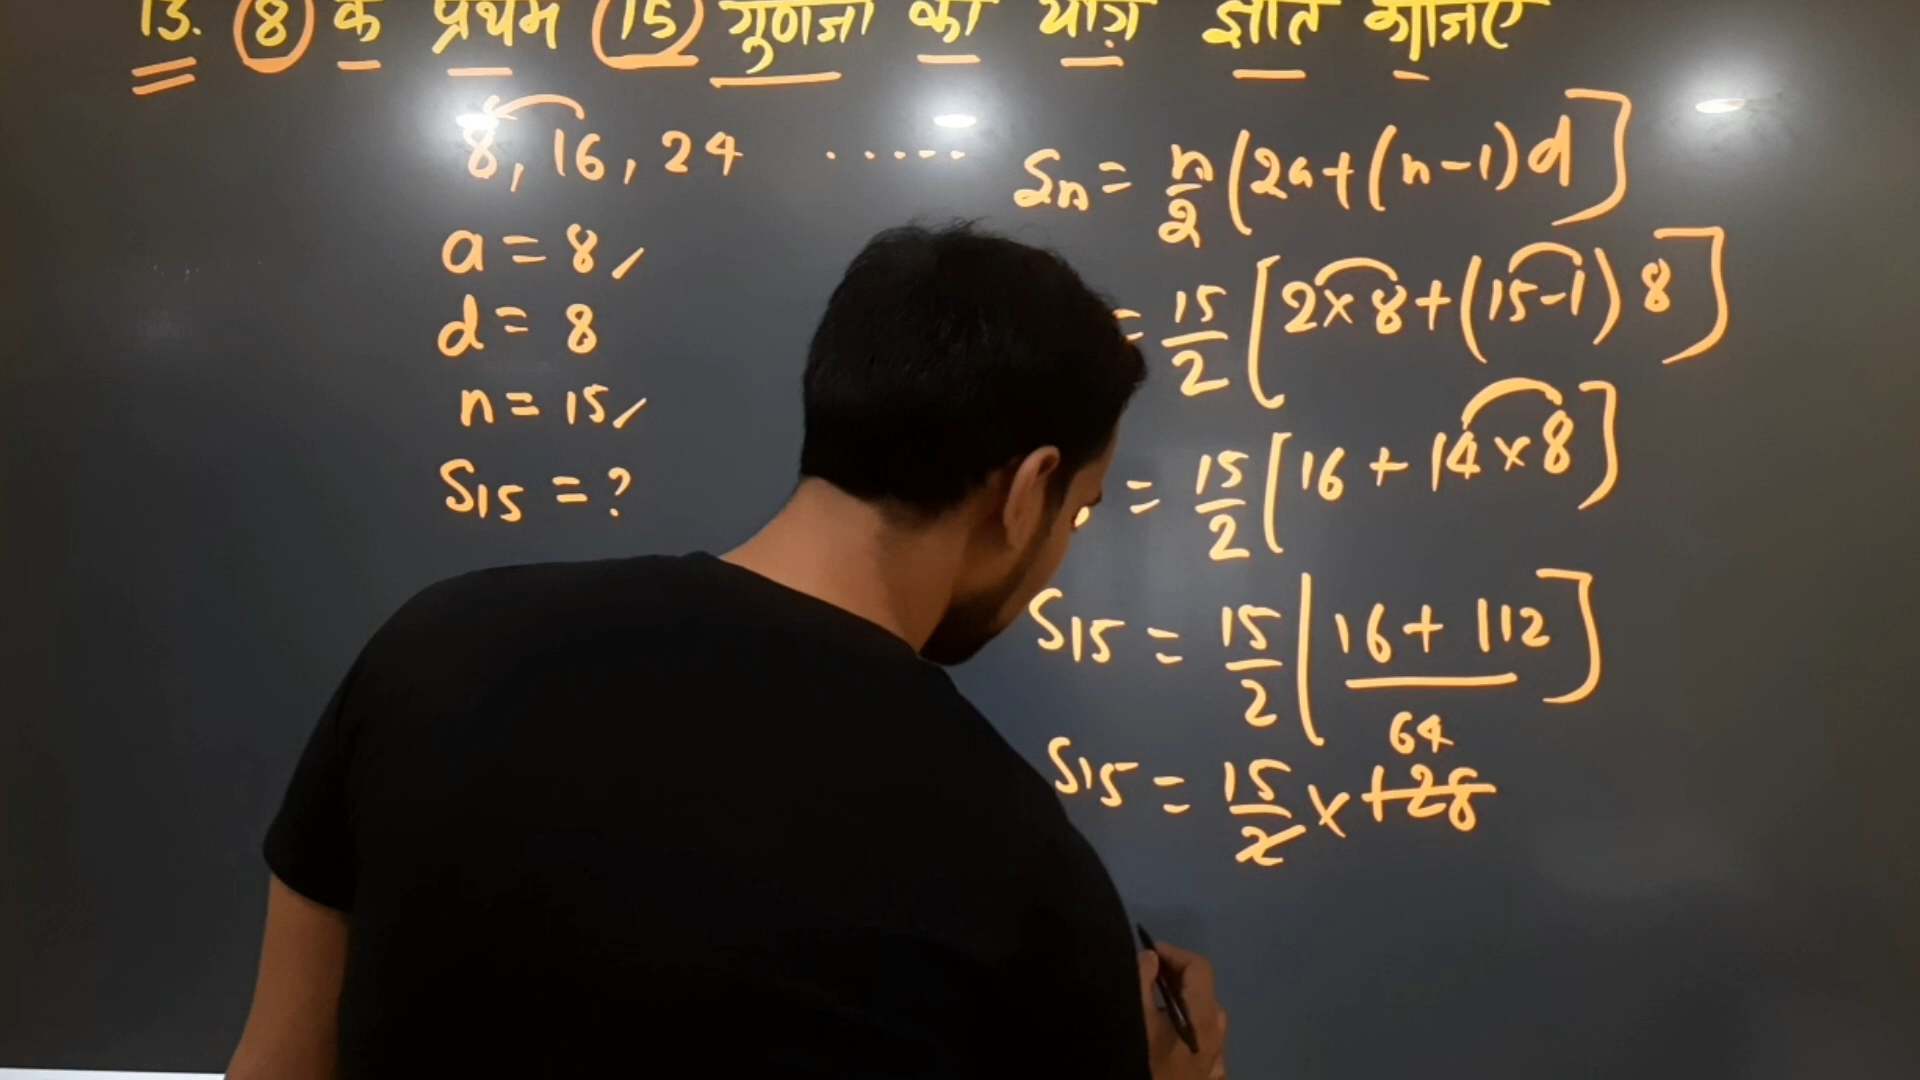 13. 8 के प्रथम 15 गुणजों का योग ज्ञात कीजिए
8, 16, 24 .....
a = 8
d = 8
n = 15
S15 = ?
Sn = n/2 (2a+(n-1)d]
= 15/2 [2×8+(15-1)8]
= 15/2 [16 + 14×8]
S15 = 15/2 [16+112]
64
S15 = 15/2 × 128